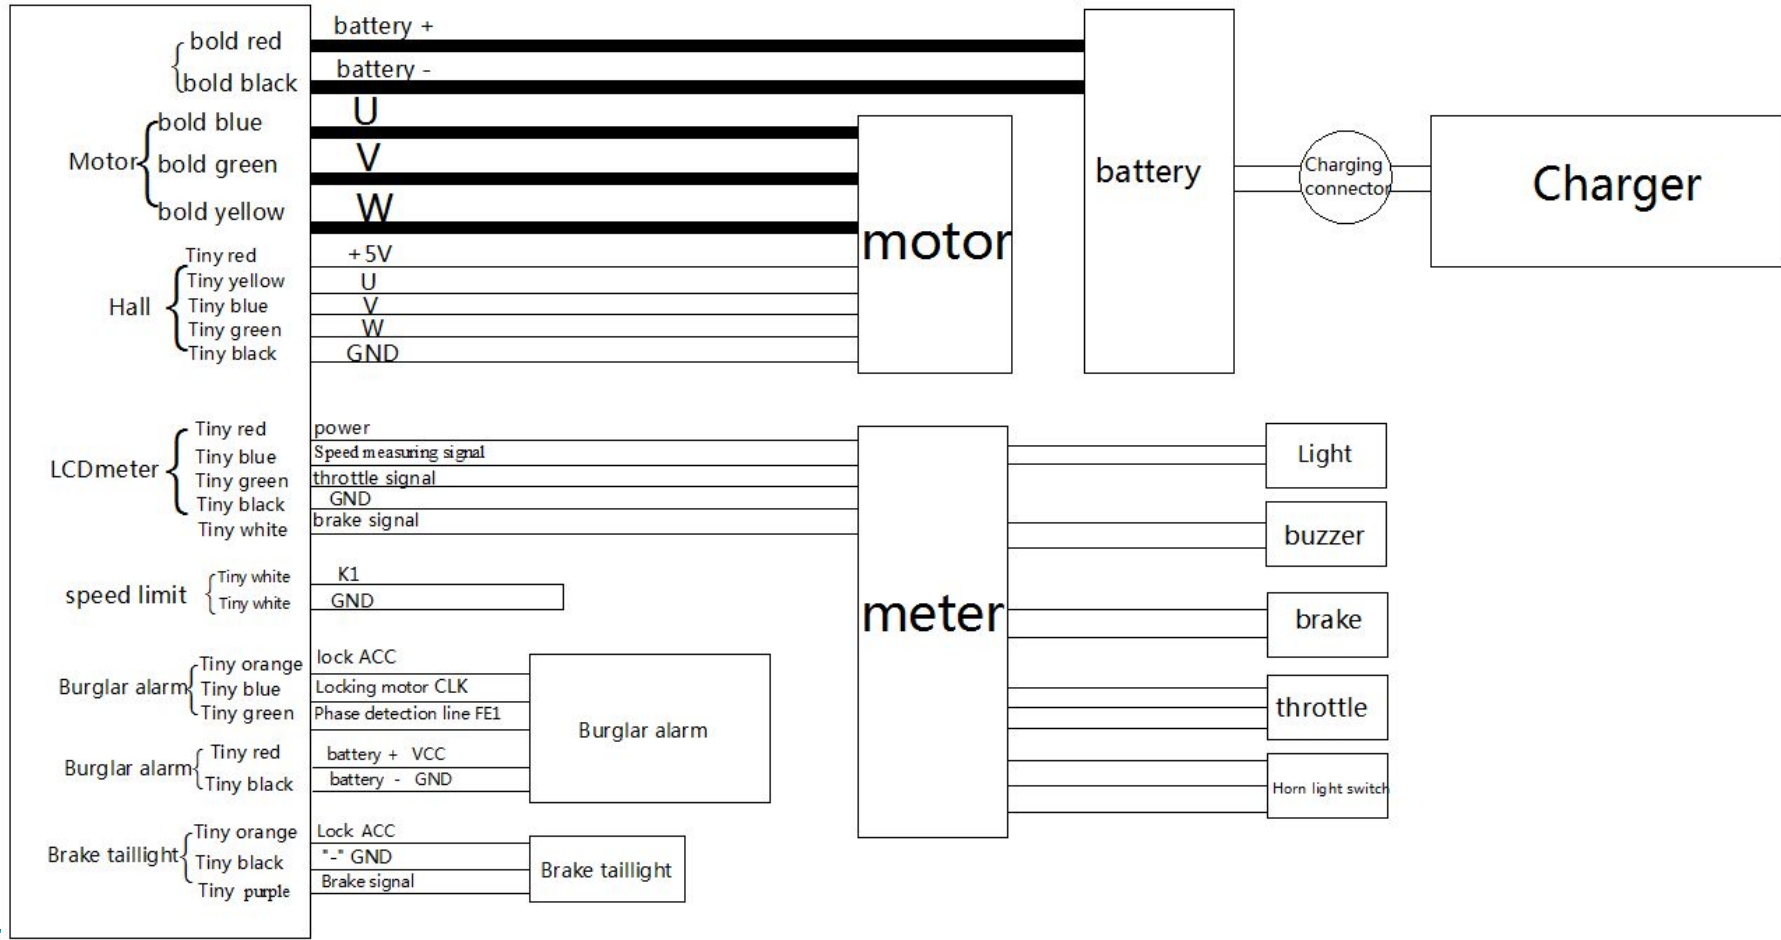 bold red
battery +
bold black
battery -
Motor
bold blue
U
bold green
V
bold yellow
W
motor
battery
Charging
connector
Charger
Hall
Tiny red
+5V
Tiny yellow
U
Tiny blue
V
Tiny green
W
Tiny black
GND
LCDmeter
Tiny red
power
Tiny blue
Speed measuring signal
Tiny green
throttle signal
Tiny black
GND
Tiny white
brake signal
meter
Light
buzzer
brake
throttle
Horn light switch
speed limit
Tiny white
K1
Tiny white
GND
Burglar alarm
Tiny orange
lock ACC
Tiny blue
Locking motor CLK
Tiny green
Phase detection line FE1
Burglar alarm
Tiny red
battery + VCC
Tiny black
battery - GND
Burglar alarm
Brake taillight
Tiny orange
Lock ACC
Tiny black
"-" GND
Tiny purple
Brake signal
Brake taillight